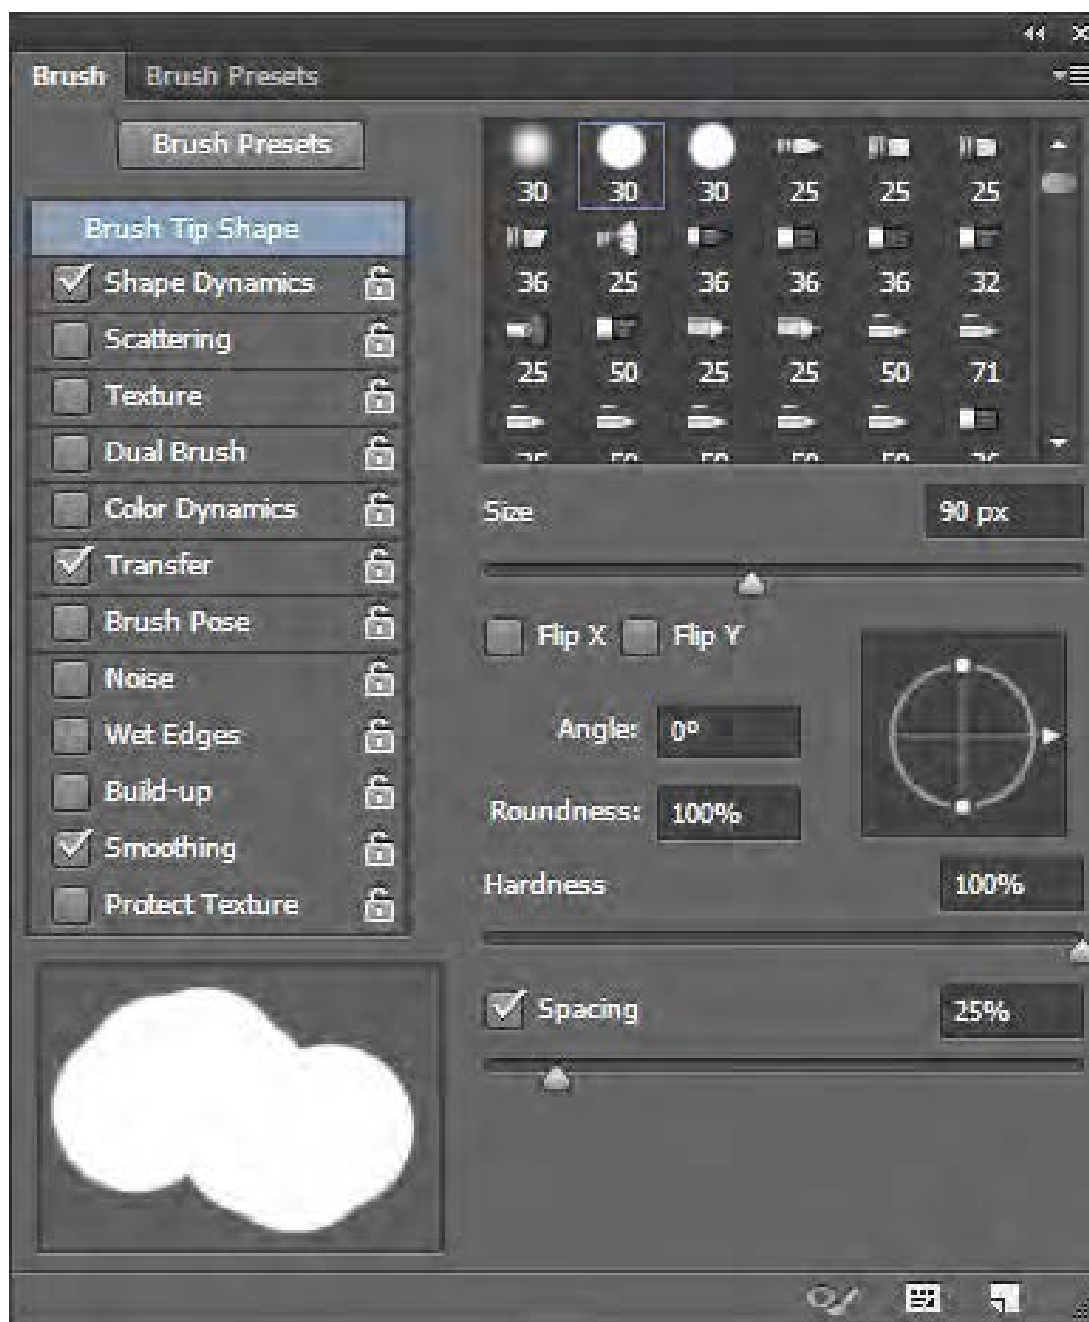 Brush Brush Presets
Brush Presets
Brush Tip Shape
Shape Dynamics
Scattering
Texture
Dual Brush
Color Dynamics
Transfer
Brush Pose
Noise
Wet Edges
Build-up
Smoothing
Protect Texture
30 30 30 25 25 25
36 25 36 36 36 32
25 50 25 25 50 71
Size 90 px
Flip X Flip Y
Angle: 0º
Roundness: 100%
Hardness 100%
Spacing 25%